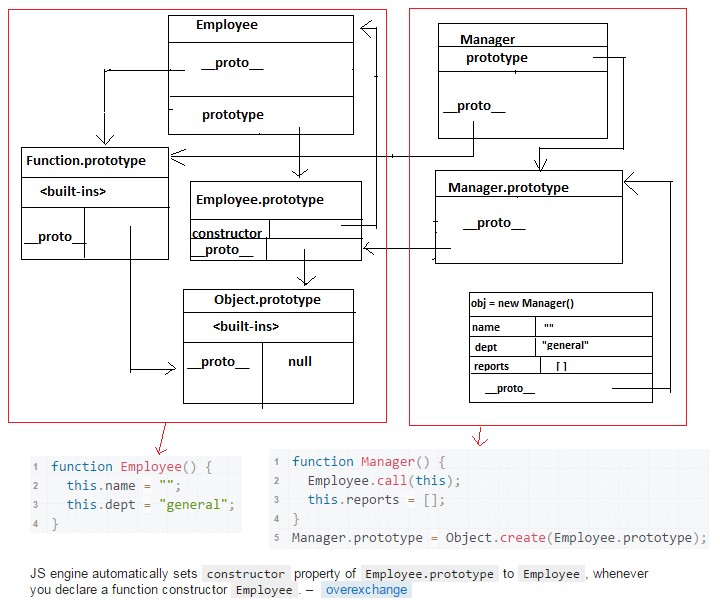 Employee
__proto__
prototype
Function.prototype
<built-ins>
__proto__
Employee.prototype
constructor
__proto__
Object.prototype
<built-ins>
__proto__ null
Manager
prototype
__proto__
Manager.prototype
__proto__
obj = new Manager()
name ""
dept "general"
reports [ ]
__proto__
1 function Employee() {
2 this.name = "";
3 this.dept = "general";
4 }
1 function Manager() {
2 Employee.call(this);
3 this.reports = [];
4 }
5 Manager.prototype = Object.create(Employee.prototype);
JS engine automatically sets constructor property of Employee.prototype to Employee, whenever
you declare a function constructor Employee. – overexchange